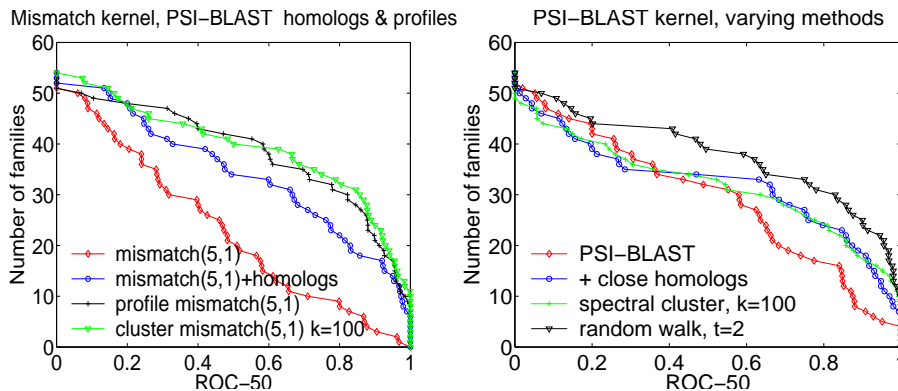 Mismatch kernel, PSI−BLAST homologs & profiles
60
50
40
30
20
10
0
Number of families
mismatch(5,1)
mismatch(5,1)+homologs
profile mismatch(5,1)
cluster mismatch(5,1) k=100
0 0.2 0.4 0.6 0.8 1
ROC−50
PSI−BLAST kernel, varying methods
60
50
40
30
20
10
0
Number of families
PSI−BLAST
+ close homologs
spectral cluster, k=100
random walk, t=2
0 0.2 0.4 0.6 0.8 1
ROC−50